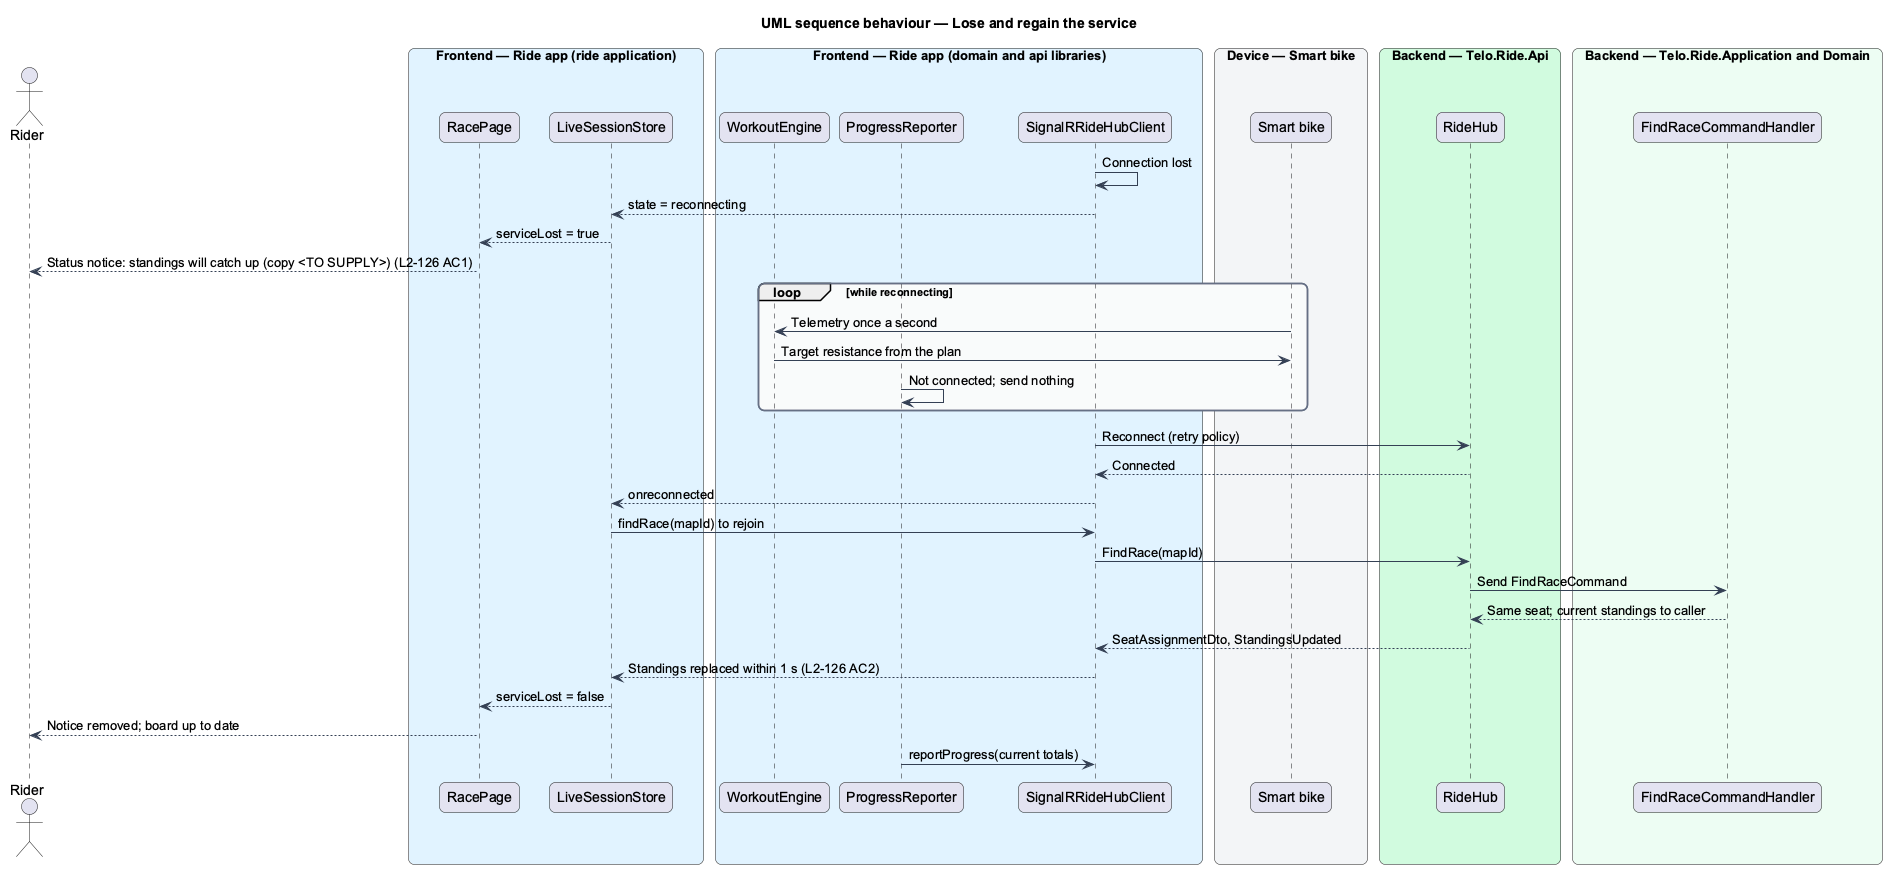 UML sequence behaviour — Lose and regain the service
Frontend — Ride app (ride application)
Frontend — Ride app (domain and api libraries)
Device — Smart bike
Backend — Telo.Ride.Api
Backend — Telo.Ride.Application and Domain
Rider
RacePage
LiveSessionStore
WorkoutEngine
ProgressReporter
SignalRRideHubClient
Smart bike
RideHub
FindRaceCommandHandler
Connection lost
state = reconnecting
serviceLost = true
Status notice: standings will catch up (copy <TO SUPPLY>) (L2-126 AC1)
loop [while reconnecting]
Telemetry once a second
Target resistance from the plan
Not connected; send nothing
Reconnect (retry policy)
Connected
onreconnected
findRace(mapId) to rejoin
FindRace(mapId)
Send FindRaceCommand
Same seat; current standings to caller
SeatAssignmentDto, StandingsUpdated
Standings replaced within 1 s (L2-126 AC2)
serviceLost = false
Notice removed; board up to date
reportProgress(current totals)
Rider
RacePage
LiveSessionStore
WorkoutEngine
ProgressReporter
SignalRRideHubClient
Smart bike
RideHub
FindRaceCommandHandler